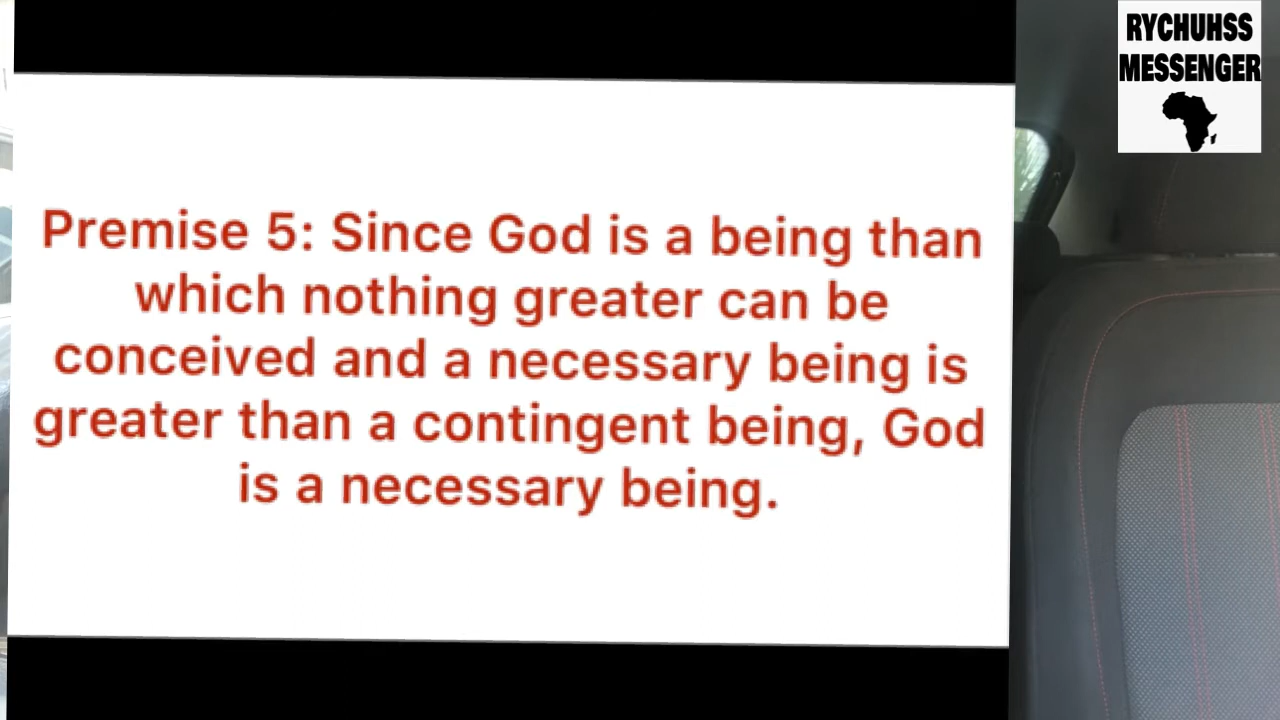 RYCHUHSS
MESSENGER
Premise 5: Since God is a being than
which nothing greater can be
conceived and a necessary being is
greater than a contingent being, God
is a necessary being.